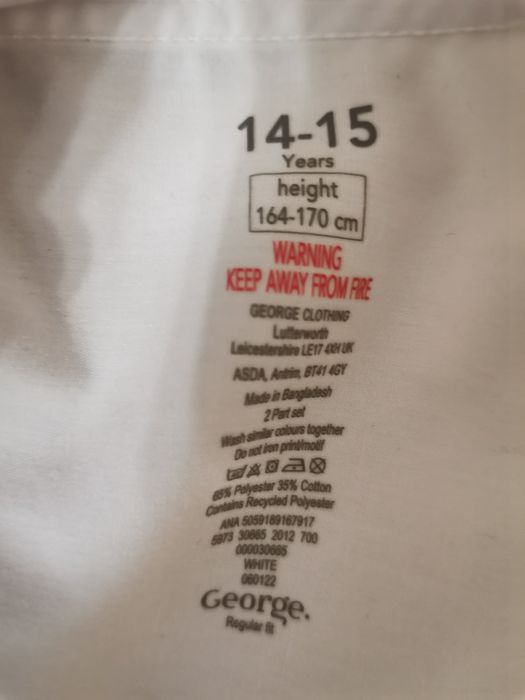 14-15
Years
height
164-170 cm
WARNING
KEEP AWAY FROM FIRE
GEORGE CLOTHING
Lutterworth
Leicestershire LE17 4XH UK
ASDA, Antrim, BT41 4GY
Made in Bangladesh
2 Part set
Wash similar colours together
Do not iron print/motif
65% Polyester 35% Cotton
Contains Recycled Polyester
ANA 5059189167917
5973 30665 2012 700
000030665
WHITE
060122
George.
Regular fit